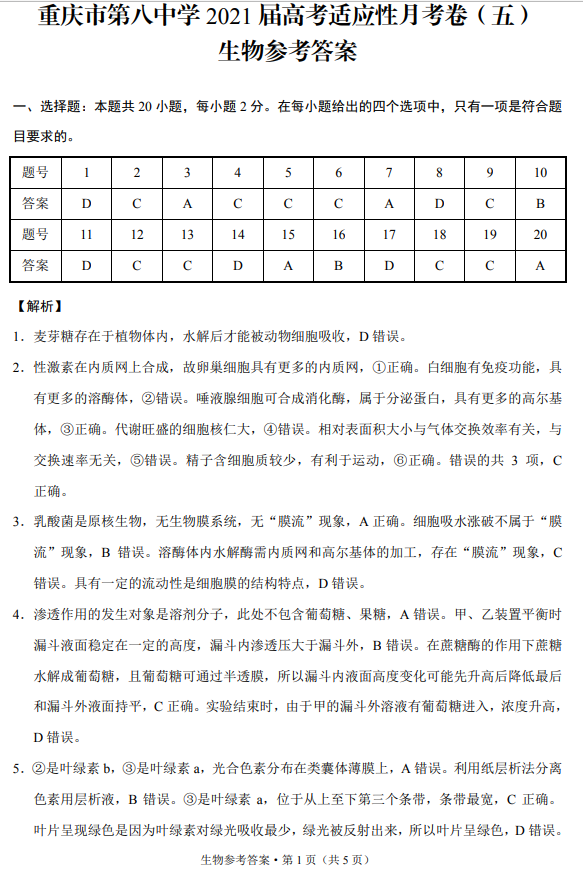 重庆市第八中学 2021 届高考适应性月考卷（五）
生物参考答案
一、选择题：本题共 20 小题，每小题 2 分。在每小题给出的四个选项中，只有一项是符合题
目要求的。
题号 1 2 3 4 5 6 7 8 9 10
答案 D C A C C C A D C B
题号 11 12 13 14 15 16 17 18 19 20
答案 D C C D A B D C C A
【解析】
1．麦芽糖存在于植物体内，水解后才能被动物细胞吸收，D 错误。
2．性激素在内质网上合成，故卵巢细胞具有更多的内质网，①正确。白细胞有免疫功能，具
有更多的溶酶体，②错误。唾液腺细胞可合成消化酶，属于分泌蛋白，具有更多的高尔基
体，③正确。代谢旺盛的细胞核仁大，④错误。相对表面积大小与气体交换效率有关，与
交换速率无关，⑤错误。精子含细胞质较少，有利于运动，⑥正确。错误的共 3 项，C
正确。
3．乳酸菌是原核生物，无生物膜系统，无“膜流”现象，A 正确。细胞吸水涨破不属于“膜
流”现象，B 错误。溶酶体内水解酶需内质网和高尔基体的加工，存在“膜流”现象，C
错误。具有一定的流动性是细胞膜的结构特点，D 错误。
4．渗透作用的发生对象是溶剂分子，此处不包含葡萄糖、果糖，A 错误。甲、乙装置平衡时
漏斗液面稳定在一定的高度，漏斗内渗透压大于漏斗外，B 错误。在蔗糖酶的作用下蔗糖
水解成葡萄糖，且葡萄糖可通过半透膜，所以漏斗内液面高度变化可能先升高后降低最后
和漏斗外液面持平，C 正确。实验结束时，由于甲的漏斗外溶液有葡萄糖进入，浓度升高，
D 错误。
5．②是叶绿素 b，③是叶绿素 a，光合色素分布在类囊体薄膜上，A 错误。利用纸层析法分离
色素用层析液，B 错误。③是叶绿素 a，位于从上至下第三个条带，条带最宽，C 正确。
叶片呈现绿色是因为叶绿素对绿光吸收最少，绿光被反射出来，所以叶片呈绿色，D 错误。
生物参考答案·第 1 页（共 5 页）